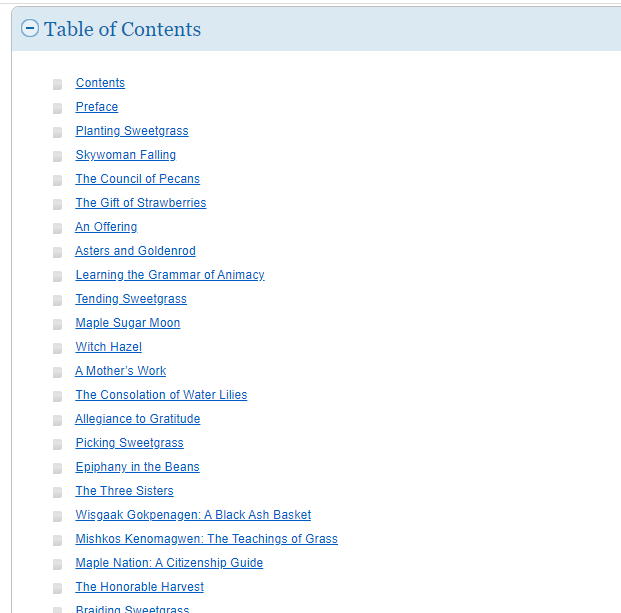 Table of Contents
Contents
Preface
Planting Sweetgrass
Skywoman Falling
The Council of Pecans
The Gift of Strawberries
An Offering
Asters and Goldenrod
Learning the Grammar of Animacy
Tending Sweetgrass
Maple Sugar Moon
Witch Hazel
A Mother's Work
The Consolation of Water Lilies
Allegiance to Gratitude
Picking Sweetgrass
Epiphany in the Beans
The Three Sisters
Wisgaak Gokpenagen: A Black Ash Basket
Mishkos Kenomagwen: The Teachings of Grass
Maple Nation: A Citizenship Guide
The Honorable Harvest
Braiding Sweetgrass